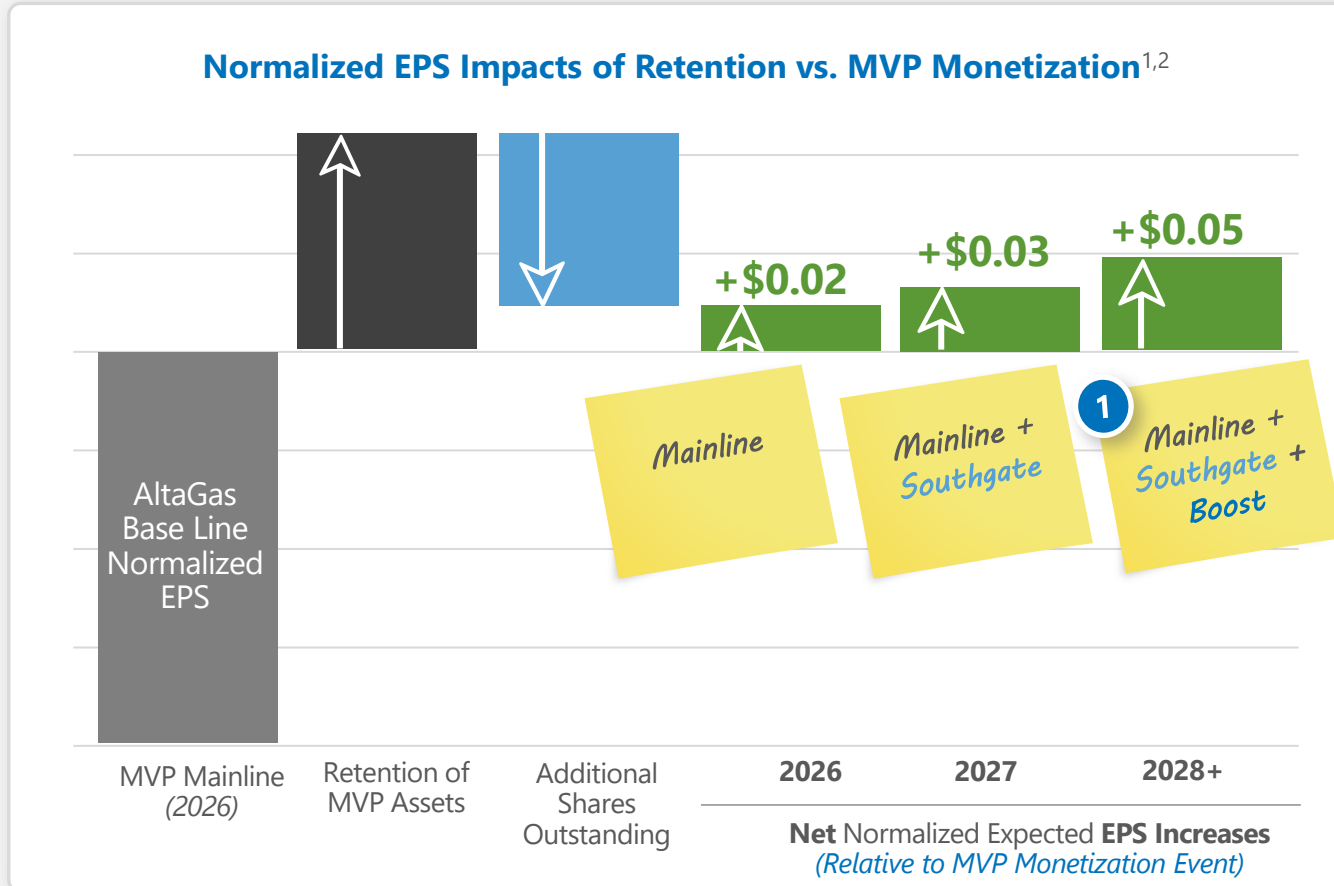 Normalized EPS Impacts of Retention vs. MVP Monetization1,2
+$0.02
+$0.03
+$0.05
1
Mainline
Mainline +
Southgate
Mainline +
Southgate +
Boost
AltaGas
Base Line
Normalized
EPS
MVP Mainline
(2026)
Retention of
MVP Assets
Additional
Shares
Outstanding
2026
2027
2028+
Net Normalized Expected EPS Increases
(Relative to MVP Monetization Event)